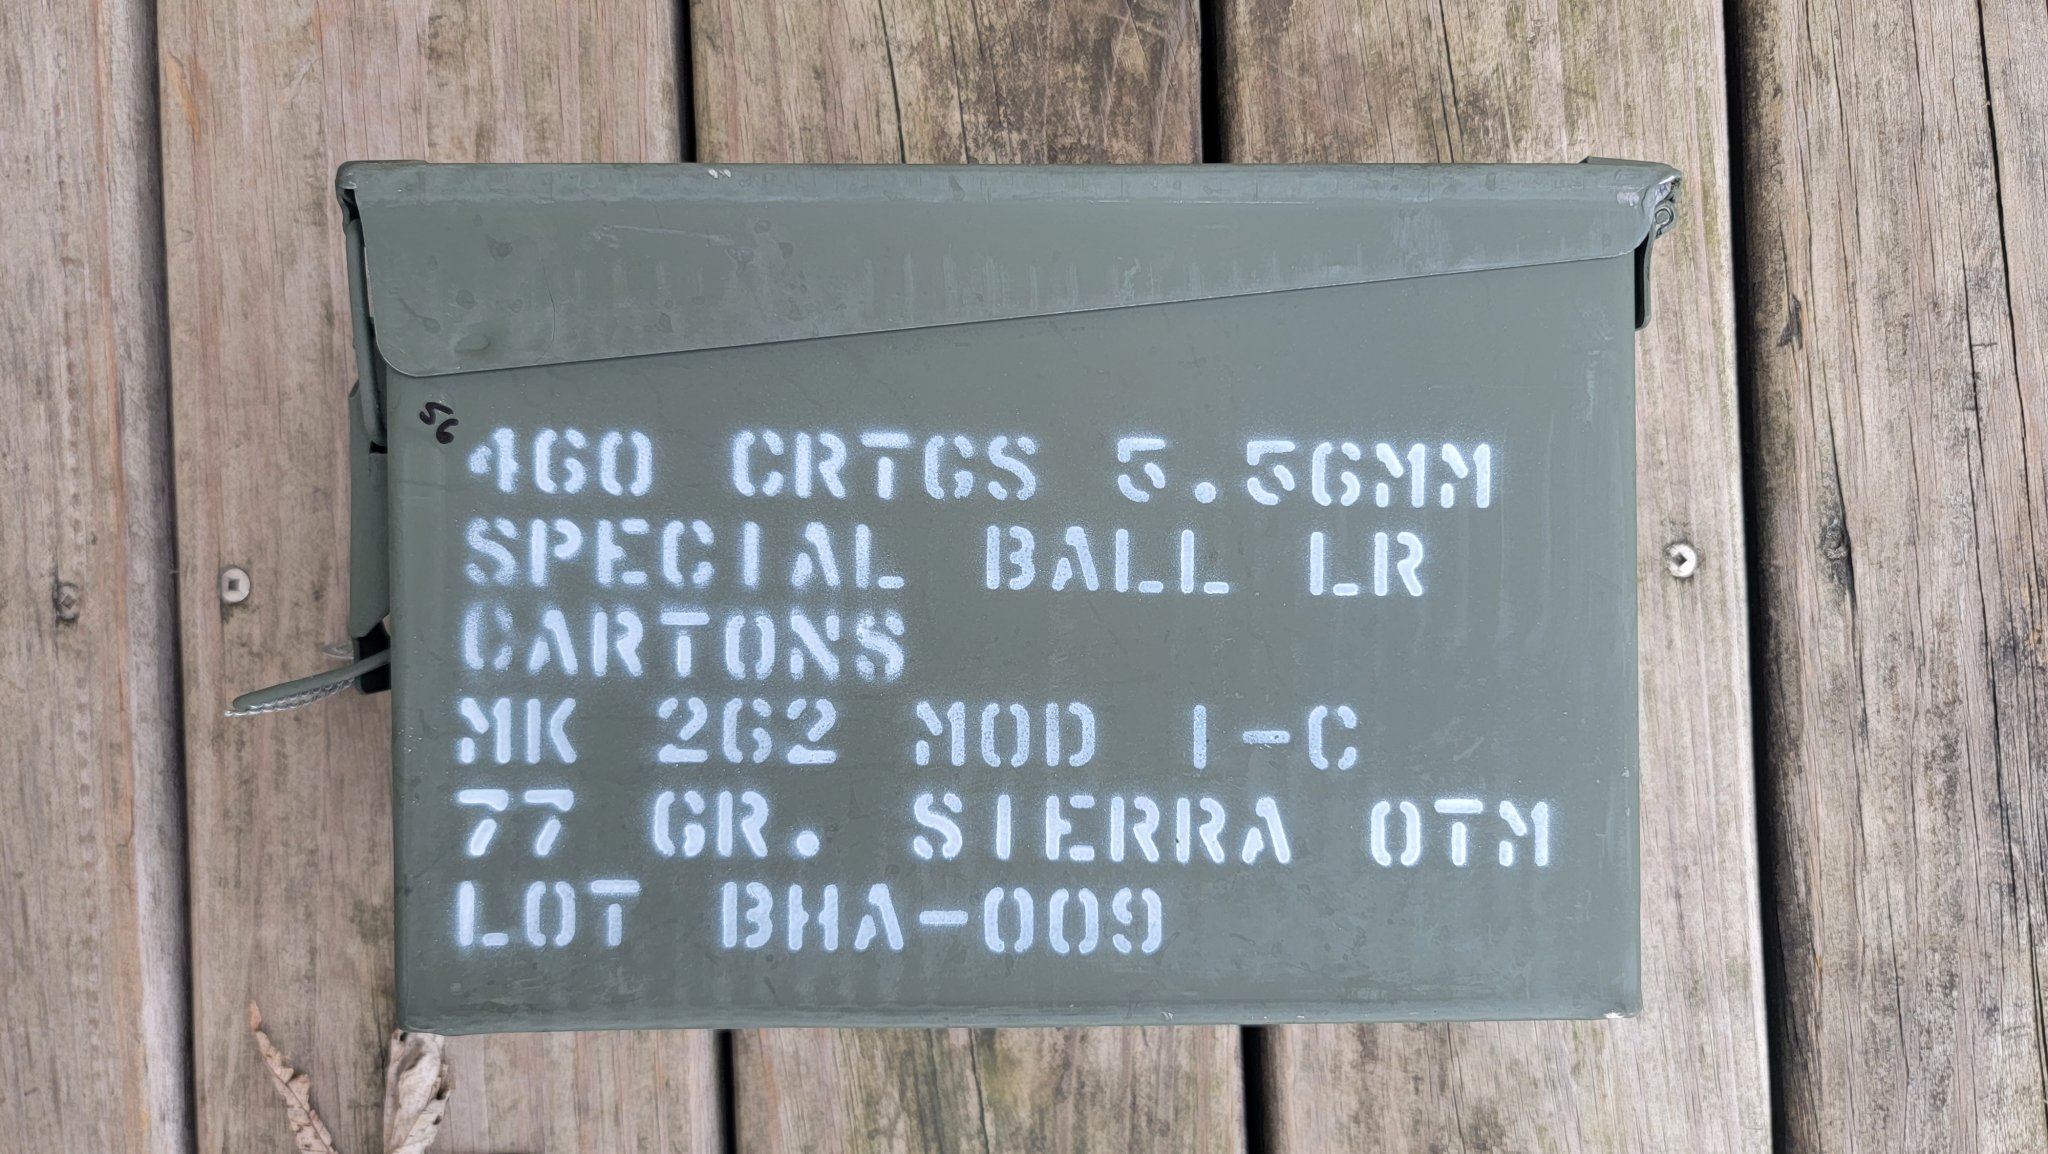 56
460 CRTGS 5.56MM
SPECIAL BALL LR
CARTONS
MK 262 MOD 1-C
77 GR. SIERRA OTM
LOT BHA-009